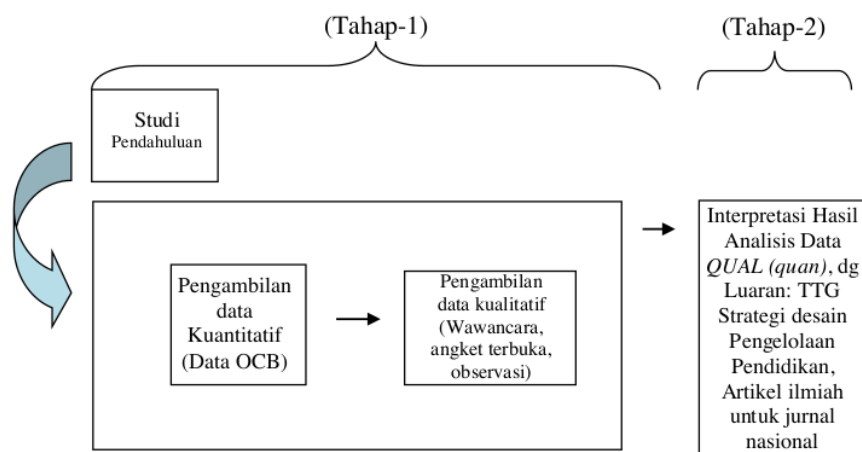 (Tahap-1)
(Tahap-2)
Studi
Pendahuluan
Pengambilan
data
Kuantitatif
(Data OCB)
Pengambilan
data kualitatif
(Wawancara,
angket terbuka,
observasi)
Interpretasi Hasil
Analisis Data
QUAL (quan), dg
Luaran: TTG
Strategi desain
Pengelolaan
Pendidikan,
Artikel ilmiah
untuk jurnal
nasional